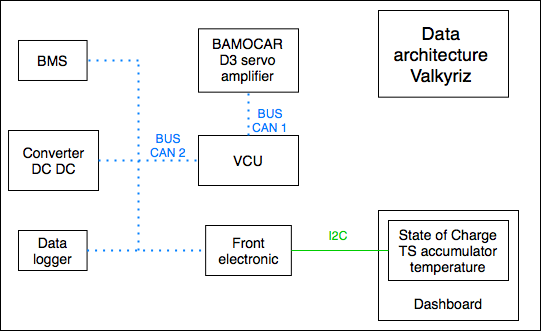 BMS
BAMOCAR
D3 servo
amplifier
Data
architecture
Valkyriz
BUS
CAN 1
BUS
CAN 2
Converter
DC DC
VCU
Data
logger
Front
electronic
I2C
State of Charge
TS accumulator
temperature
Dashboard